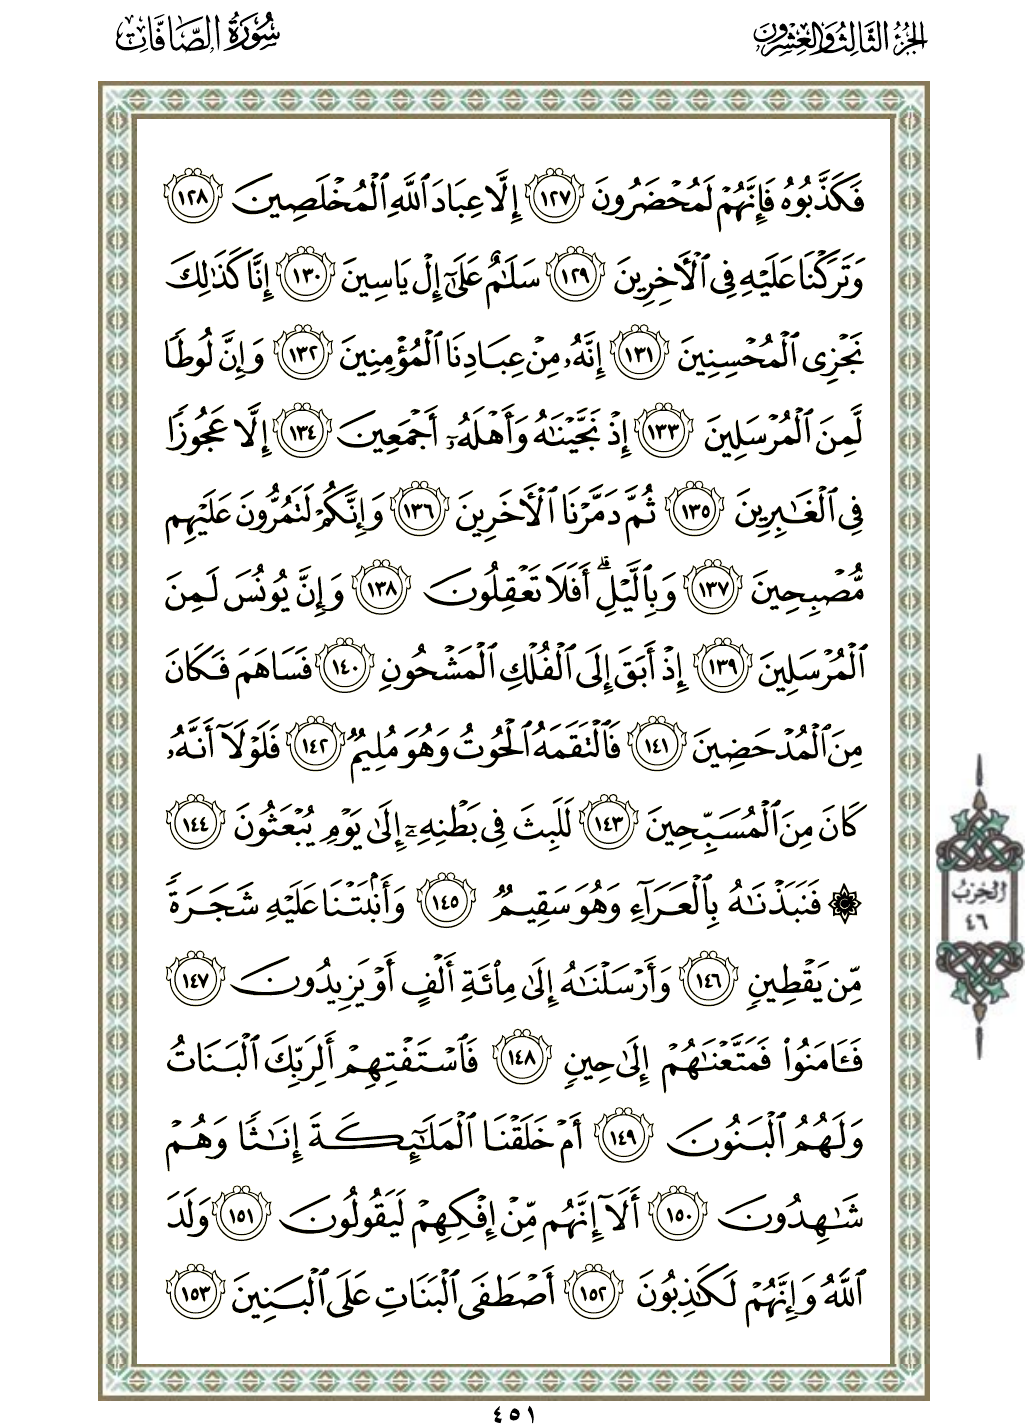 الجزء الثالث والعشرون
سورة الصافات
فَكَذَّبُوهُ فَإِنَّهُمْ لَمُحْضَرُونَ ١٢٧ إِلَّا عِبَادَ ٱللَّهِ ٱلْمُخْلَصِينَ ١٢٨
وَتَرَكْنَا عَلَيْهِ فِى ٱلْأَخِرِينَ ١٢٩ سَلَٰمٌ عَلَىٰٓ إِلْ يَاسِينَ ١٣٠ إِنَّا كَذَٰلِكَ
نَجْزِى ٱلْمُحْسِنِينَ ١٣١ إِنَّهُۥ مِنْ عِبَادِنَا ٱلْمُؤْمِنِينَ ١٣٢ وَإِنَّ لُوطًا
لَّمِنَ ٱلْمُرْسَلِينَ ١٣٣ إِذْ نَجَّيْنَٰهُ وَأَهْلَهُۥٓ أَجْمَعِينَ ١٣٤ إِلَّا عَجُوزًا
فِى ٱلْغَٰبِرِينَ ١٣٥ ثُمَّ دَمَّرْنَا ٱلْأَخَرِينَ ١٣٦ وَإِنَّكُمْ لَتَمُرُّونَ عَلَيْهِم
مُّصْبِحِينَ ١٣٧ وَبِٱلَّيْلِ ۗ أَفَلَا تَعْقِلُونَ ١٣٨ وَإِنَّ يُونُسَ لَمِنَ
ٱلْمُرْسَلِينَ ١٣٩ إِذْ أَبَقَ إِلَى ٱلْفُلْكِ ٱلْمَشْحُونِ ١٤٠ فَسَاهَمَ فَكَانَ
مِنَ ٱلْمُدْحَضِينَ ١٤١ فَٱلْتَقَمَهُ ٱلْحُوتُ وَهُوَ مُلِيمٌ ١٤٢ فَلَوْلَآ أَنَّهُۥ
كَانَ مِنَ ٱلْمُسَبِّحِينَ ١٤٣ لَلَبِثَ فِى بَطْنِهِۦٓ إِلَىٰ يَوْمِ يُبْعَثُونَ ١٤٤
۞ فَنَبَذْنَٰهُ بِٱلْعَرَآءِ وَهُوَ سَقِيمٌ ١٤٥ وَأَنۢبَتْنَا عَلَيْهِ شَجَرَةً
مِّن يَقْطِينٍ ١٤٦ وَأَرْسَلْنَٰهُ إِلَىٰ مِا۟ئَةِ أَلْفٍ أَوْ يَزِيدُونَ ١٤٧
فَـَٔامَنُوا۟ فَمَتَّعْنَٰهُمْ إِلَىٰ حِينٍ ١٤٨ فَٱسْتَفْتِهِمْ أَلِرَبِّكَ ٱلْبَنَاتُ
وَلَهُمُ ٱلْبَنُونَ ١٤٩ أَمْ خَلَقْنَا ٱلْمَلَٰٓئِكَةَ إِنَٰثًا وَهُمْ
شَٰهِدُونَ ١٥٠ أَلَآ إِنَّهُم مِّنْ إِفْكِهِمْ لَيَقُولُونَ ١٥١ وَلَدَ
ٱللَّهُ وَإِنَّهُمْ لَكَٰذِبُونَ ١٥٢ أَصْطَفَى ٱلْبَنَاتِ عَلَى ٱلْبَنِينَ ١٥٣
الحزب
٤٦
٤٥١